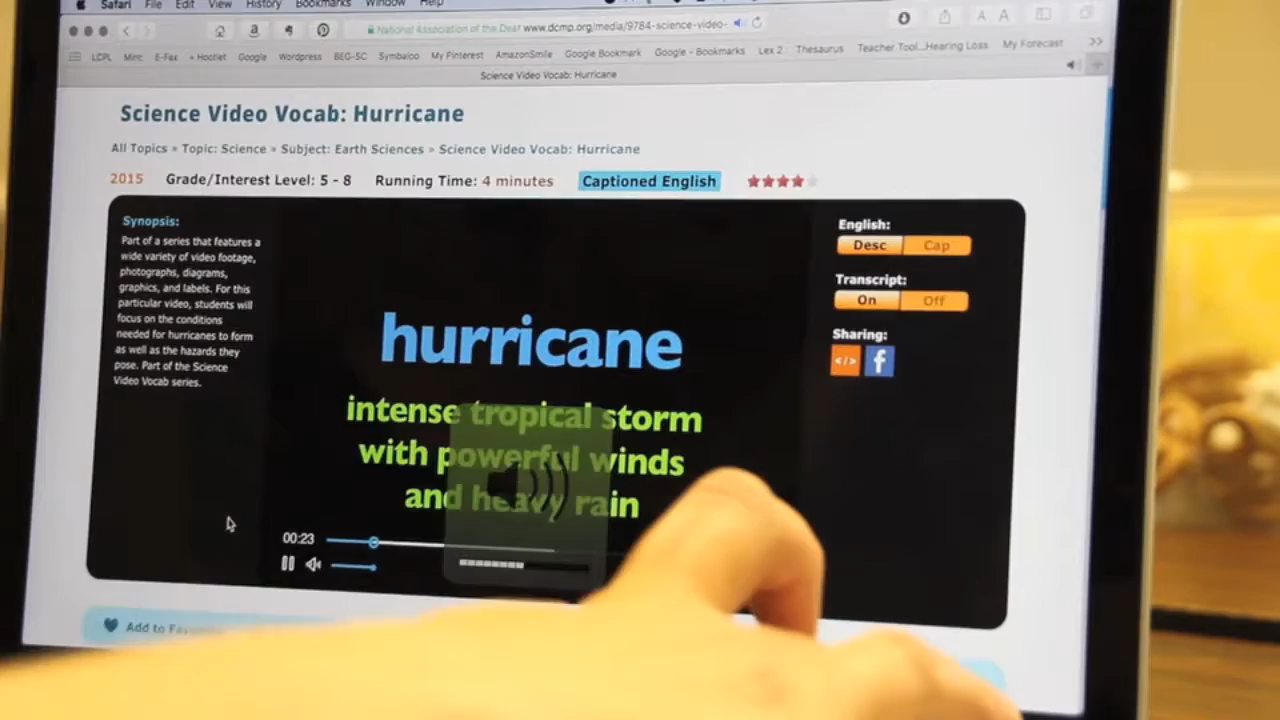 Safari File Edit View History Bookmarks Window Help
National Association of the Deaf www.dcmp.org/media/9784-science-video-
A A
LCPL Minc E-Fax + Hootlet Google Wordpress BEG-SC Symbaloo My Pinterest AmazonSmile Google Bookmark Google - Bookmarks Lex 2 Thesaurus Teacher Tool...Hearing Loss My Forecast >>
Science Video Vocab: Hurricane
Science Video Vocab: Hurricane
All Topics » Topic: Science » Subject: Earth Sciences » Science Video Vocab: Hurricane
2015 Grade/Interest Level: 5 - 8 Running Time: 4 minutes Captioned English
Synopsis:
Part of a series that features a
wide variety of video footage,
photographs, diagrams,
graphics, and labels. For this
particular video, students will
focus on the conditions
needed for hurricanes to form
as well as the hazards they
pose. Part of the Science
Video Vocab series.
hurricane
intense tropical storm
with powerful winds
and heavy rain
00:23
English:
Desc Cap
Transcript:
On Off
Sharing:
</> f
Add to